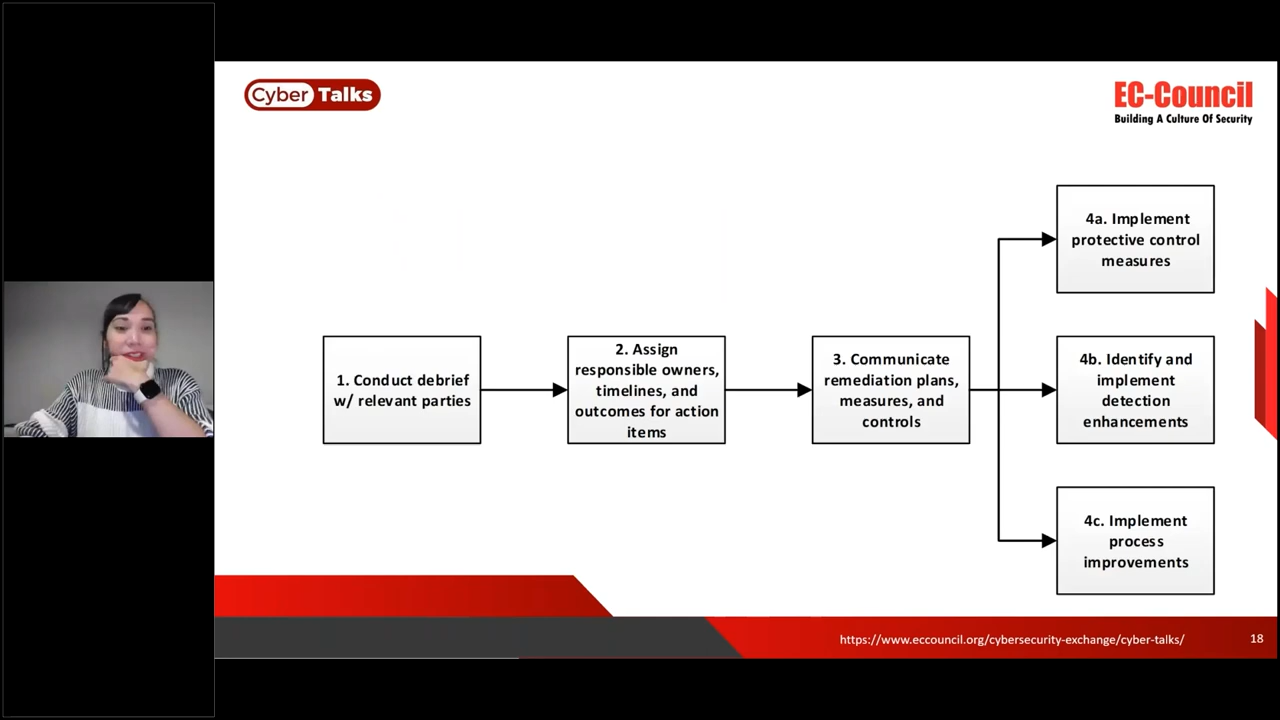 Cyber Talks
EC-Council
Building A Culture Of Security
1. Conduct debrief
w/ relevant parties
2. Assign
responsible owners,
timelines, and
outcomes for action
items
3. Communicate
remediation plans,
measures, and
controls
4a. Implement
protective control
measures
4b. Identify and
implement
detection
enhancements
4c. Implement
process
improvements
https://www.eccouncil.org/cybersecurity-exchange/cyber-talks/
18